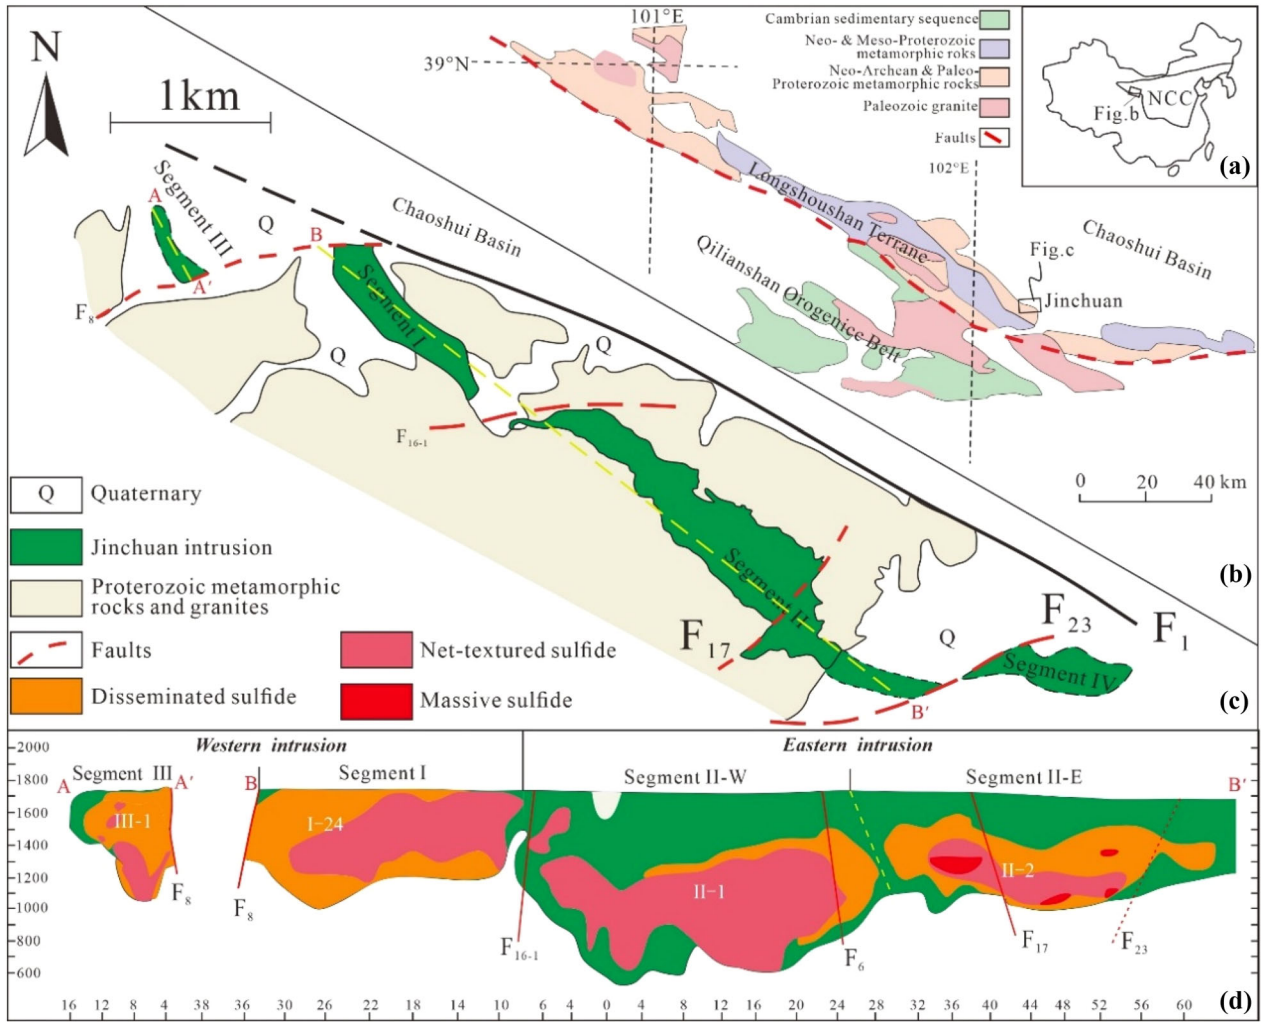 N
1km
101°E
39°N
Cambrian sedimentary sequence
Neo- & Meso-Proterozoic
metamorphic roks
Neo-Archean & Paleo-
Proterozoic metamorphic rocks
Paleozoic granite
Faults
NCC
Fig.b
(a)
102°E
Longshoushan Terrane
Qilianshan Orogenice Belt
Chaoshui Basin
Fig.c
Jinchuan
0 20 40 km
(b)
A
Segment III
A′
Q
B
Chaoshui Basin
F8
Segment I
Q
Q
F16-1
Segment II
F17
Q
F23
F1
Segment IV
B′
(c)
Q Quaternary
Jinchuan intrusion
Proterozoic metamorphic
rocks and granites
Faults
Net-textured sulfide
Disseminated sulfide
Massive sulfide
Western intrusion
Eastern intrusion
A Segment III A′
B Segment I
Segment II-W
Segment II-E
B′
2000
1800
1600
1400
1200
1000
800
600
III-1
I-24
II-1
II-2
F8
F8
F16-1
F6
F17
F23
16 12 8 4 38 36 30 26 22 18 14 10 6 4 0 4 8 12 16 20 24 28 36 40 44 48 52 56 60
(d)